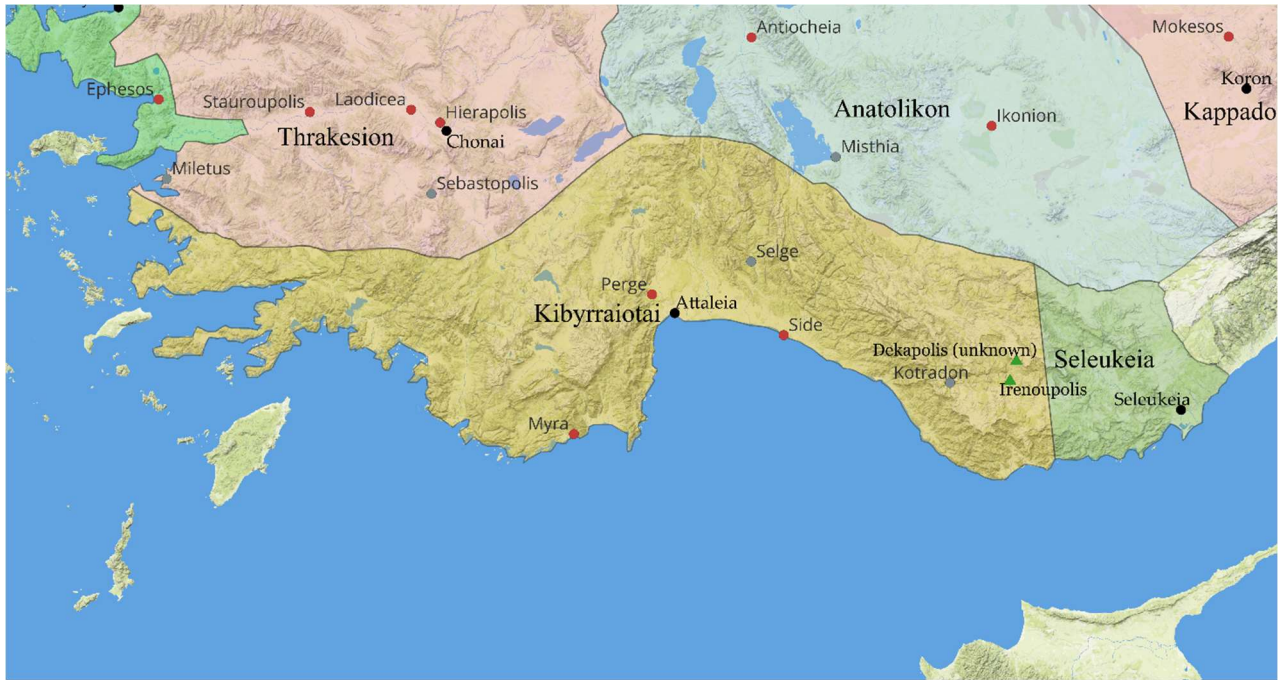 Antiocheia
Mokesos
Koron
Kappado
Ephesos
Stauroupolis
Laodicea
Hierapolis
Chonai
Thrakesion
Anatolikon
Ikonion
Misthia
Miletus
Sebastopolis
Selge
Perge
Attaleia
Kibyrraiotai
Side
Dekapolis (unknown)
Seleukeia
Kotradon
Irenoupolis
Seleukeia
Myra